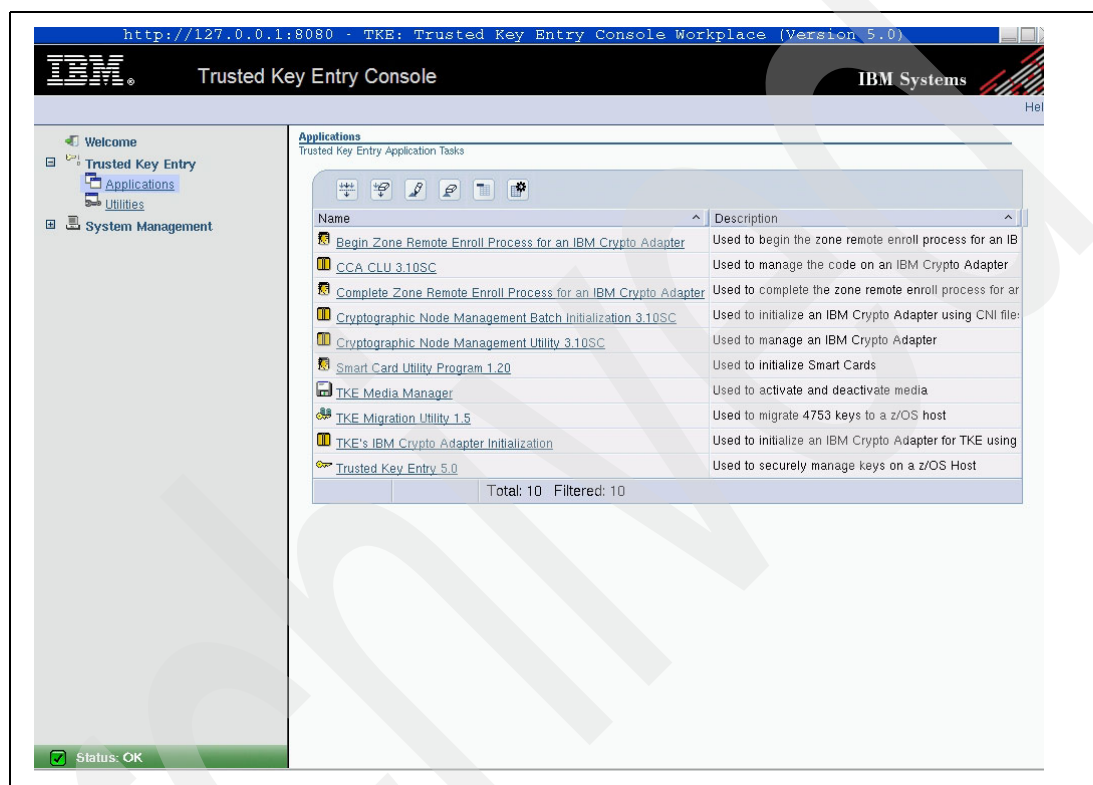 http://127.0.0.1:8080 - TKE: Trusted Key Entry Console Workplace (Version 5.0)
IBM® Trusted Key Entry Console IBM Systems
Hel
Welcome
Trusted Key Entry
Applications
Utilities
System Management
Applications
Trusted Key Entry Application Tasks
Name Description
Begin Zone Remote Enroll Process for an IBM Crypto Adapter Used to begin the zone remote enroll process for an IB
CCA CLU 3.10SC Used to manage the code on an IBM Crypto Adapter
Complete Zone Remote Enroll Process for an IBM Crypto Adapter Used to complete the zone remote enroll process for ar
Cryptographic Node Management Batch Initialization 3.10SC Used to initialize an IBM Crypto Adapter using CNI file
Cryptographic Node Management Utility 3.10SC Used to manage an IBM Crypto Adapter
Smart Card Utility Program 1.20 Used to initialize Smart Cards
TKE Media Manager Used to activate and deactivate media
TKE Migration Utility 1.5 Used to migrate 4753 keys to a z/OS host
TKE's IBM Crypto Adapter Initialization Used to initialize an IBM Crypto Adapter for TKE using
Trusted Key Entry 5.0 Used to securely manage keys on a z/OS Host
Total: 10 Filtered: 10
Status: OK